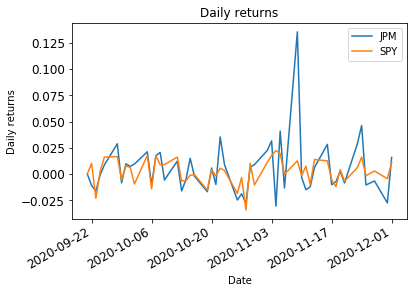 Daily returns
JPM
SPY
Daily returns
0.125
0.100
0.075
0.050
0.025
0.000
−0.025
2020-09-22
2020-10-06
2020-10-20
2020-11-03
2020-11-17
2020-12-01
Date